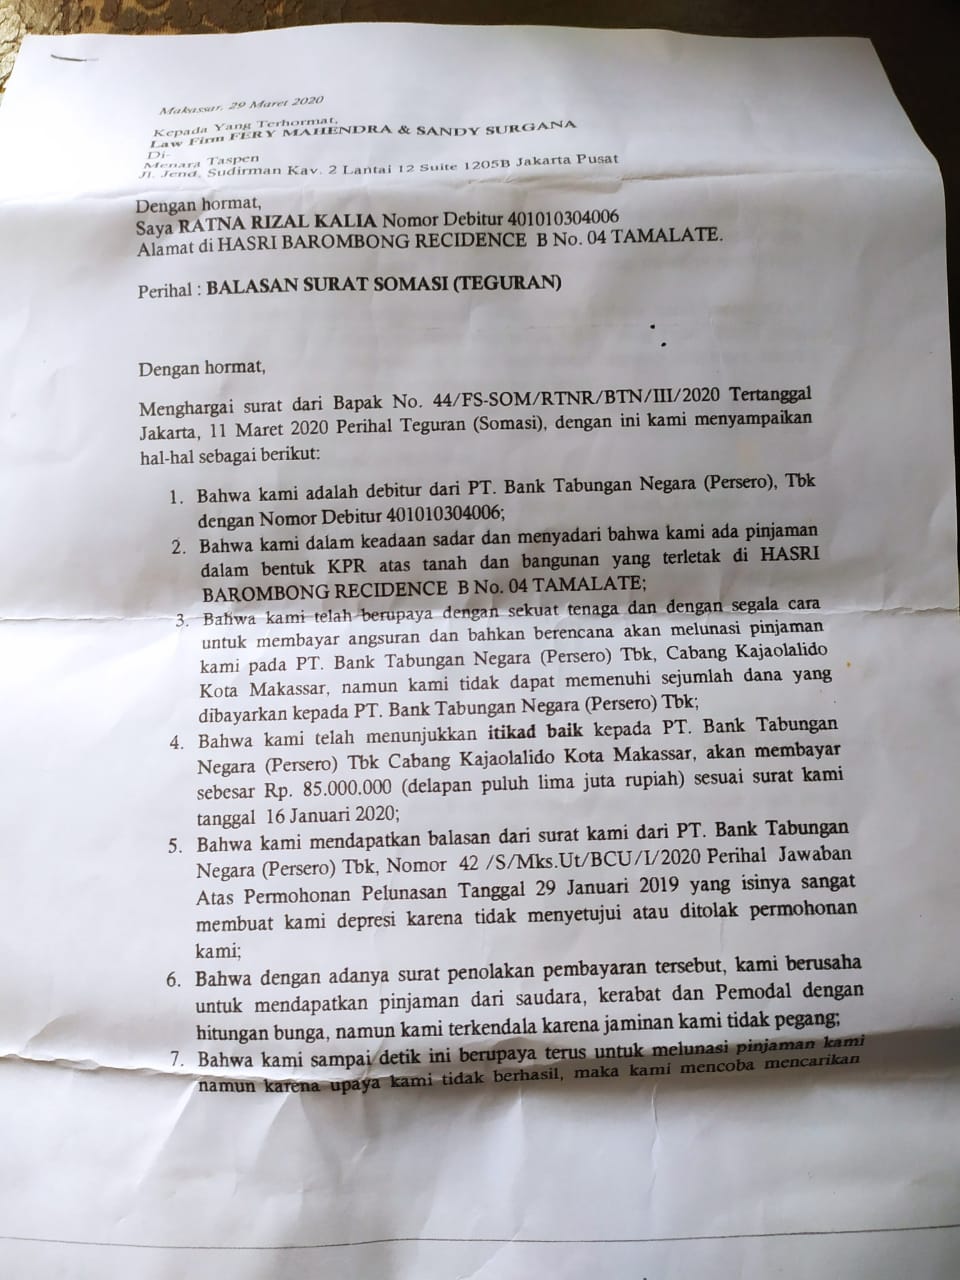 Makassar, 29 Maret 2020
Kepada Yang Terhormat,
Law Firm FERY MAHENDRA & SANDY SURGANA
Di-
Menara Taspen
Jl. Jend. Sudirman Kav. 2 Lantai 12 Suite 1205B Jakarta Pusat
Dengan hormat,
Saya RATNA RIZAL KALIA Nomor Debitur 401010304006
Alamat di HASRI BAROMBONG RECIDENCE B No. 04 TAMALATE.
Perihal : BALASAN SURAT SOMASI (TEGURAN)
Dengan hormat,
Menghargai surat dari Bapak No. 44/FS-SOM/RTNR/BTN/III/2020 Tertanggal
Jakarta, 11 Maret 2020 Perihal Teguran (Somasi), dengan ini kami menyampaikan
hal-hal sebagai berikut:
1. Bahwa kami adalah debitur dari PT. Bank Tabungan Negara (Persero), Tbk
dengan Nomor Debitur 401010304006;
2. Bahwa kami dalam keadaan sadar dan menyadari bahwa kami ada pinjaman
dalam bentuk KPR atas tanah dan bangunan yang terletak di HASRI
BAROMBONG RECIDENCE B No. 04 TAMALATE;
3. Bahwa kami telah berupaya dengan sekuat tenaga dan dengan segala cara
untuk membayar angsuran dan bahkan berencana akan melunasi pinjaman
kami pada PT. Bank Tabungan Negara (Persero) Tbk, Cabang Kajaolalido
Kota Makassar, namun kami tidak dapat memenuhi sejumlah dana yang
dibayarkan kepada PT. Bank Tabungan Negara (Persero) Tbk;
4. Bahwa kami telah menunjukkan itikad baik kepada PT. Bank Tabungan
Negara (Persero) Tbk Cabang Kajaolalido Kota Makassar, akan membayar
sebesar Rp. 85.000.000 (delapan puluh lima juta rupiah) sesuai surat kami
tanggal 16 Januari 2020;
5. Bahwa kami mendapatkan balasan dari surat kami dari PT. Bank Tabungan
Negara (Persero) Tbk, Nomor 42 /S/Mks.Ut/BCU/I/2020 Perihal Jawaban
Atas Permohonan Pelunasan Tanggal 29 Januari 2019 yang isinya sangat
membuat kami depresi karena tidak menyetujui atau ditolak permohonan
kami;
6. Bahwa dengan adanya surat penolakan pembayaran tersebut, kami berusaha
untuk mendapatkan pinjaman dari saudara, kerabat dan Pemodal dengan
hitungan bunga, namun kami terkendala karena jaminan kami tidak pegang;
7. Bahwa kami sampai detik ini berupaya terus untuk melunasi pinjaman kami
namun karena upaya kami tidak berhasil, maka kami mencoba mencarikan